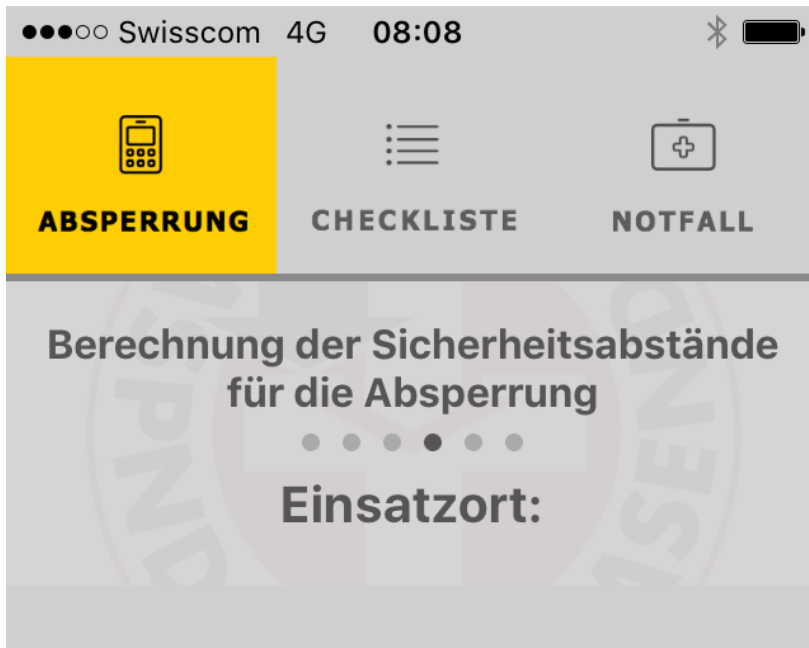 Swisscom 4G 08:08
ABSPERRUNG CHECKLISTE NOTFALL
Berechnung der Sicherheitsabstände
für die Absperrung
Einsatzort: